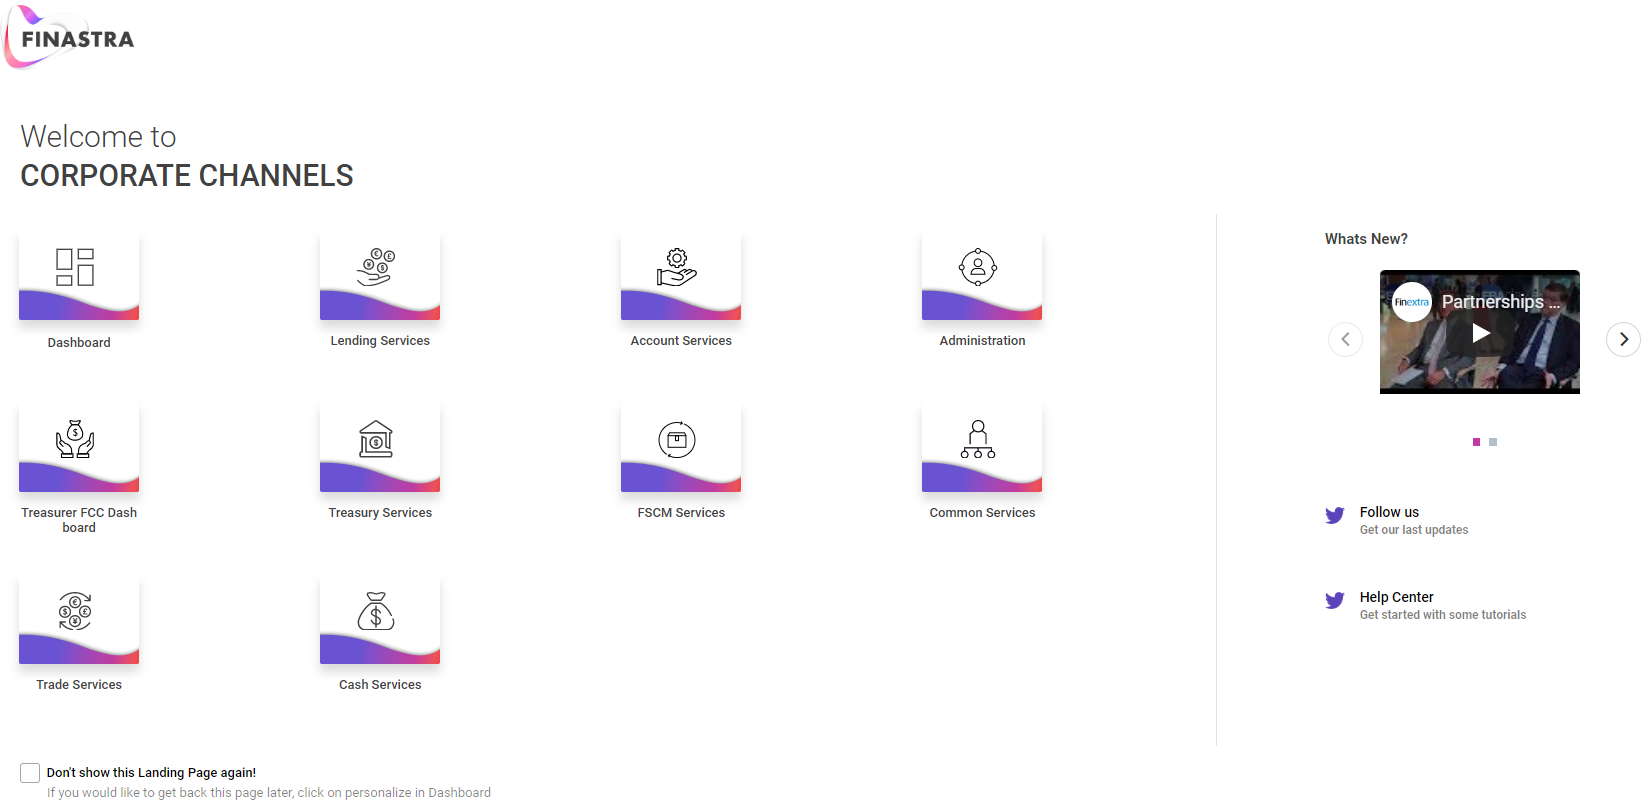 FINASTRA
Welcome to
CORPORATE CHANNELS
Dashboard
Lending Services
Account Services
Administration
Treasurer FCC Dash
board
Treasury Services
FSCM Services
Common Services
Trade Services
Cash Services
Don't show this Landing Page again!
If you would like to get back this page later, click on personalize in Dashboard
Whats New?
Finextra
Partnerships ...
Follow us
Get our last updates
Help Center
Get started with some tutorials